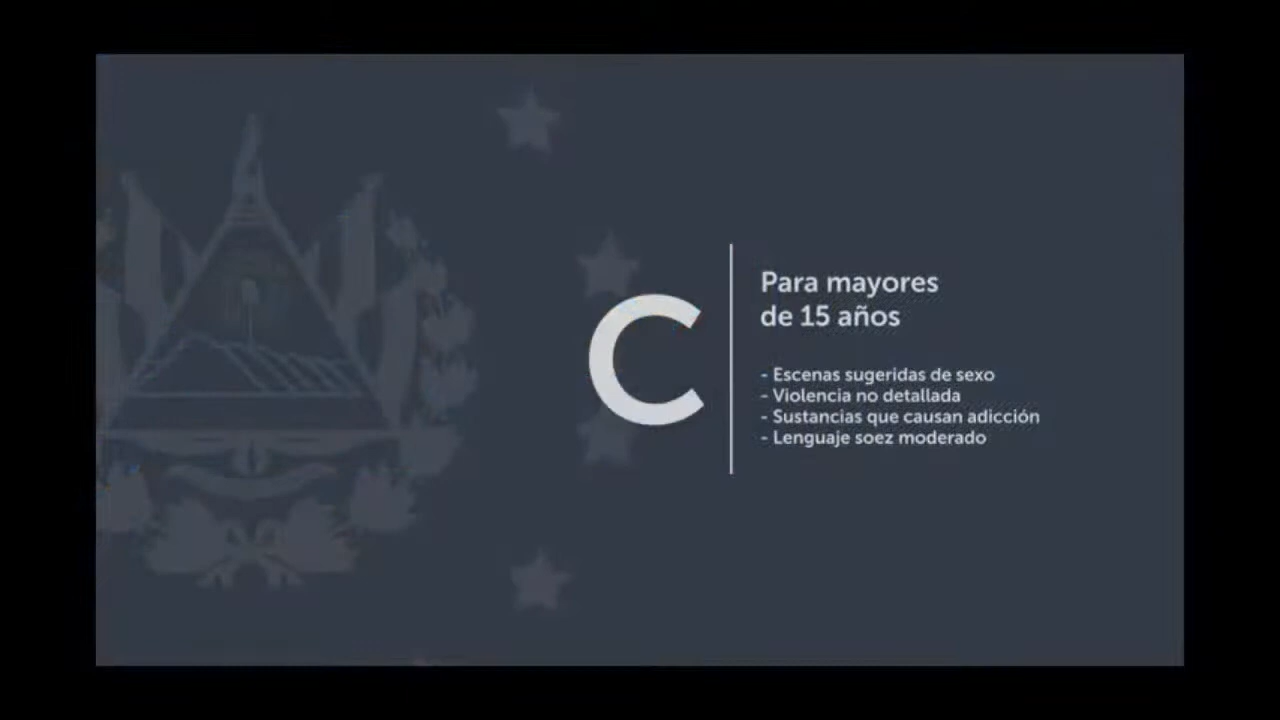 C
Para mayores
de 15 años
- Escenas sugeridas de sexo
- Violencia no detallada
- Sustancias que causan adicción
- Lenguaje soez moderado